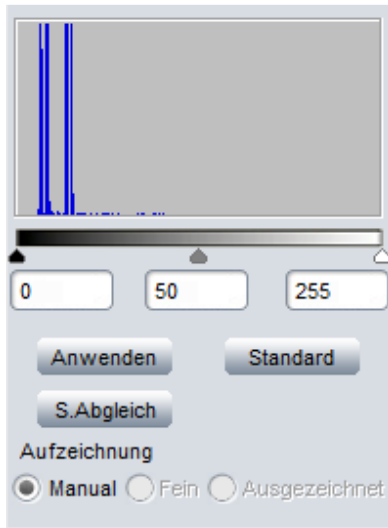 0 50 255
Anwenden Standard
S.Abgleich
Aufzeichnung
Manual Fein Ausgezeichnet